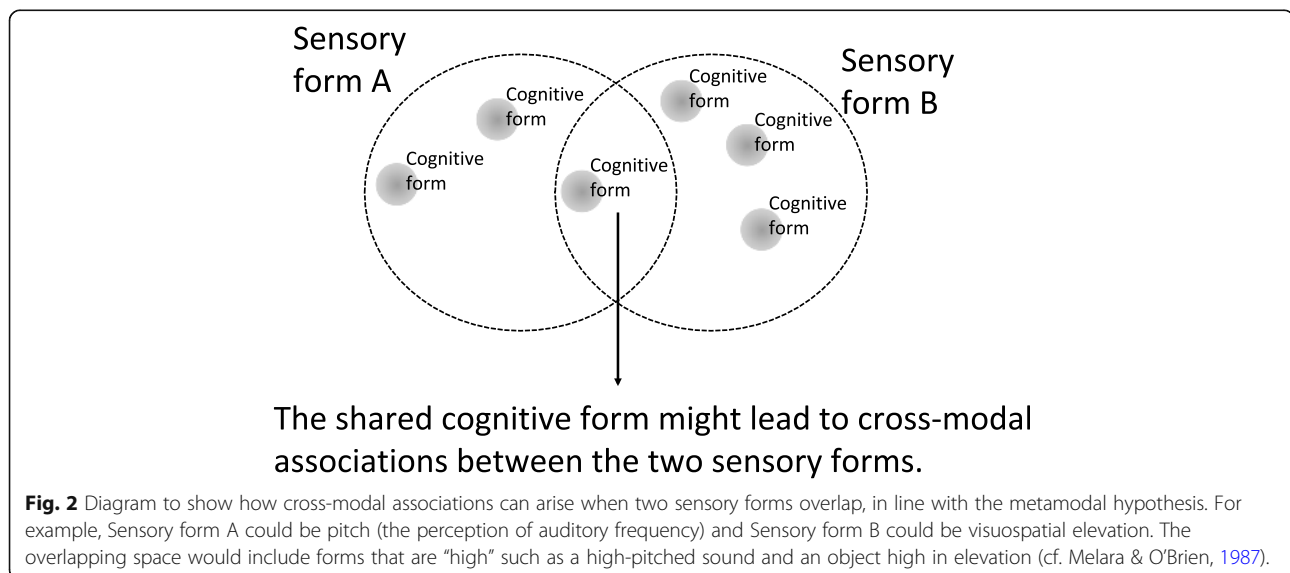 Sensory
form A
Sensory
form B
Cognitive
form
Cognitive
form
Cognitive
form
Cognitive
form
Cognitive
form
Cognitive
form
The shared cognitive form might lead to cross-modal
associations between the two sensory forms.
Fig. 2 Diagram to show how cross-modal associations can arise when two sensory forms overlap, in line with the metamodal hypothesis. For
example, Sensory form A could be pitch (the perception of auditory frequency) and Sensory form B could be visuospatial elevation. The
overlapping space would include forms that are “high” such as a high-pitched sound and an object high in elevation (cf. Melara & O’Brien, 1987).